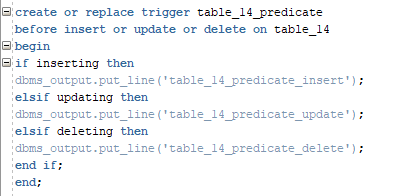 create or replace trigger table_14_predicate
before insert or update or delete on table_14
begin
if inserting then
dbms_output.put_line('table_14_predicate_insert');
elsif updating then
dbms_output.put_line('table_14_predicate_update');
elsif deleting then
dbms_output.put_line('table_14_predicate_delete');
end if;
end;